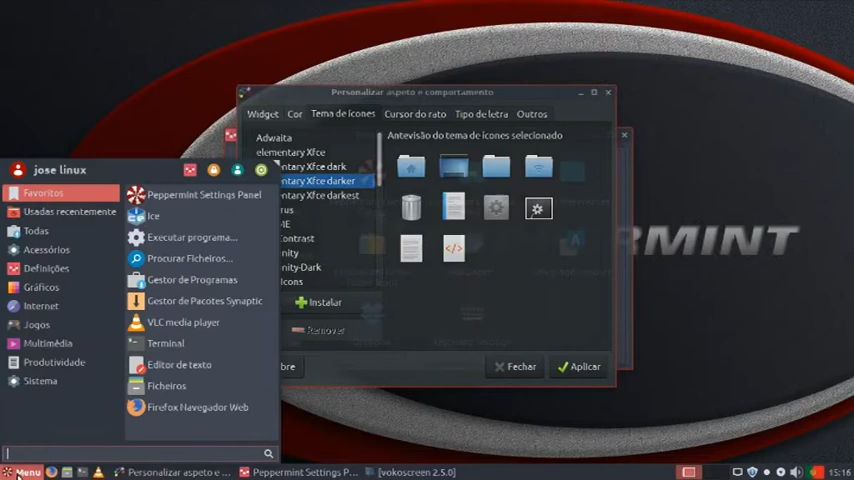 Personalizar aspeto e comportamento
Widget Cor Tema de ícones Cursor do rato Tipo de letra Outros
Adwaita
elementary Xfce
entary Xfce dark
entary Xfce darker
entary Xfce darkest
Antevisão do tema de ícones selecionado
Instalar
Remover
Fechar
Aplicar
jose linux
Favoritos
Usadas recentemente
Todas
Acessórios
Definições
Gráficos
Internet
Jogos
Multimédia
Produtividade
Sistema
Peppermint Settings Panel
Ice
Executar programa...
Procurar Ficheiros...
Gestor de Programas
Gestor de Pacotes Synaptic
VLC media player
Terminal
Editor de texto
Ficheiros
Firefox Navegador Web
RMINT
Menu
Personalizar aspeto e ...
Peppermint Settings P...
[vokoscreen 2.5.0]
15:16